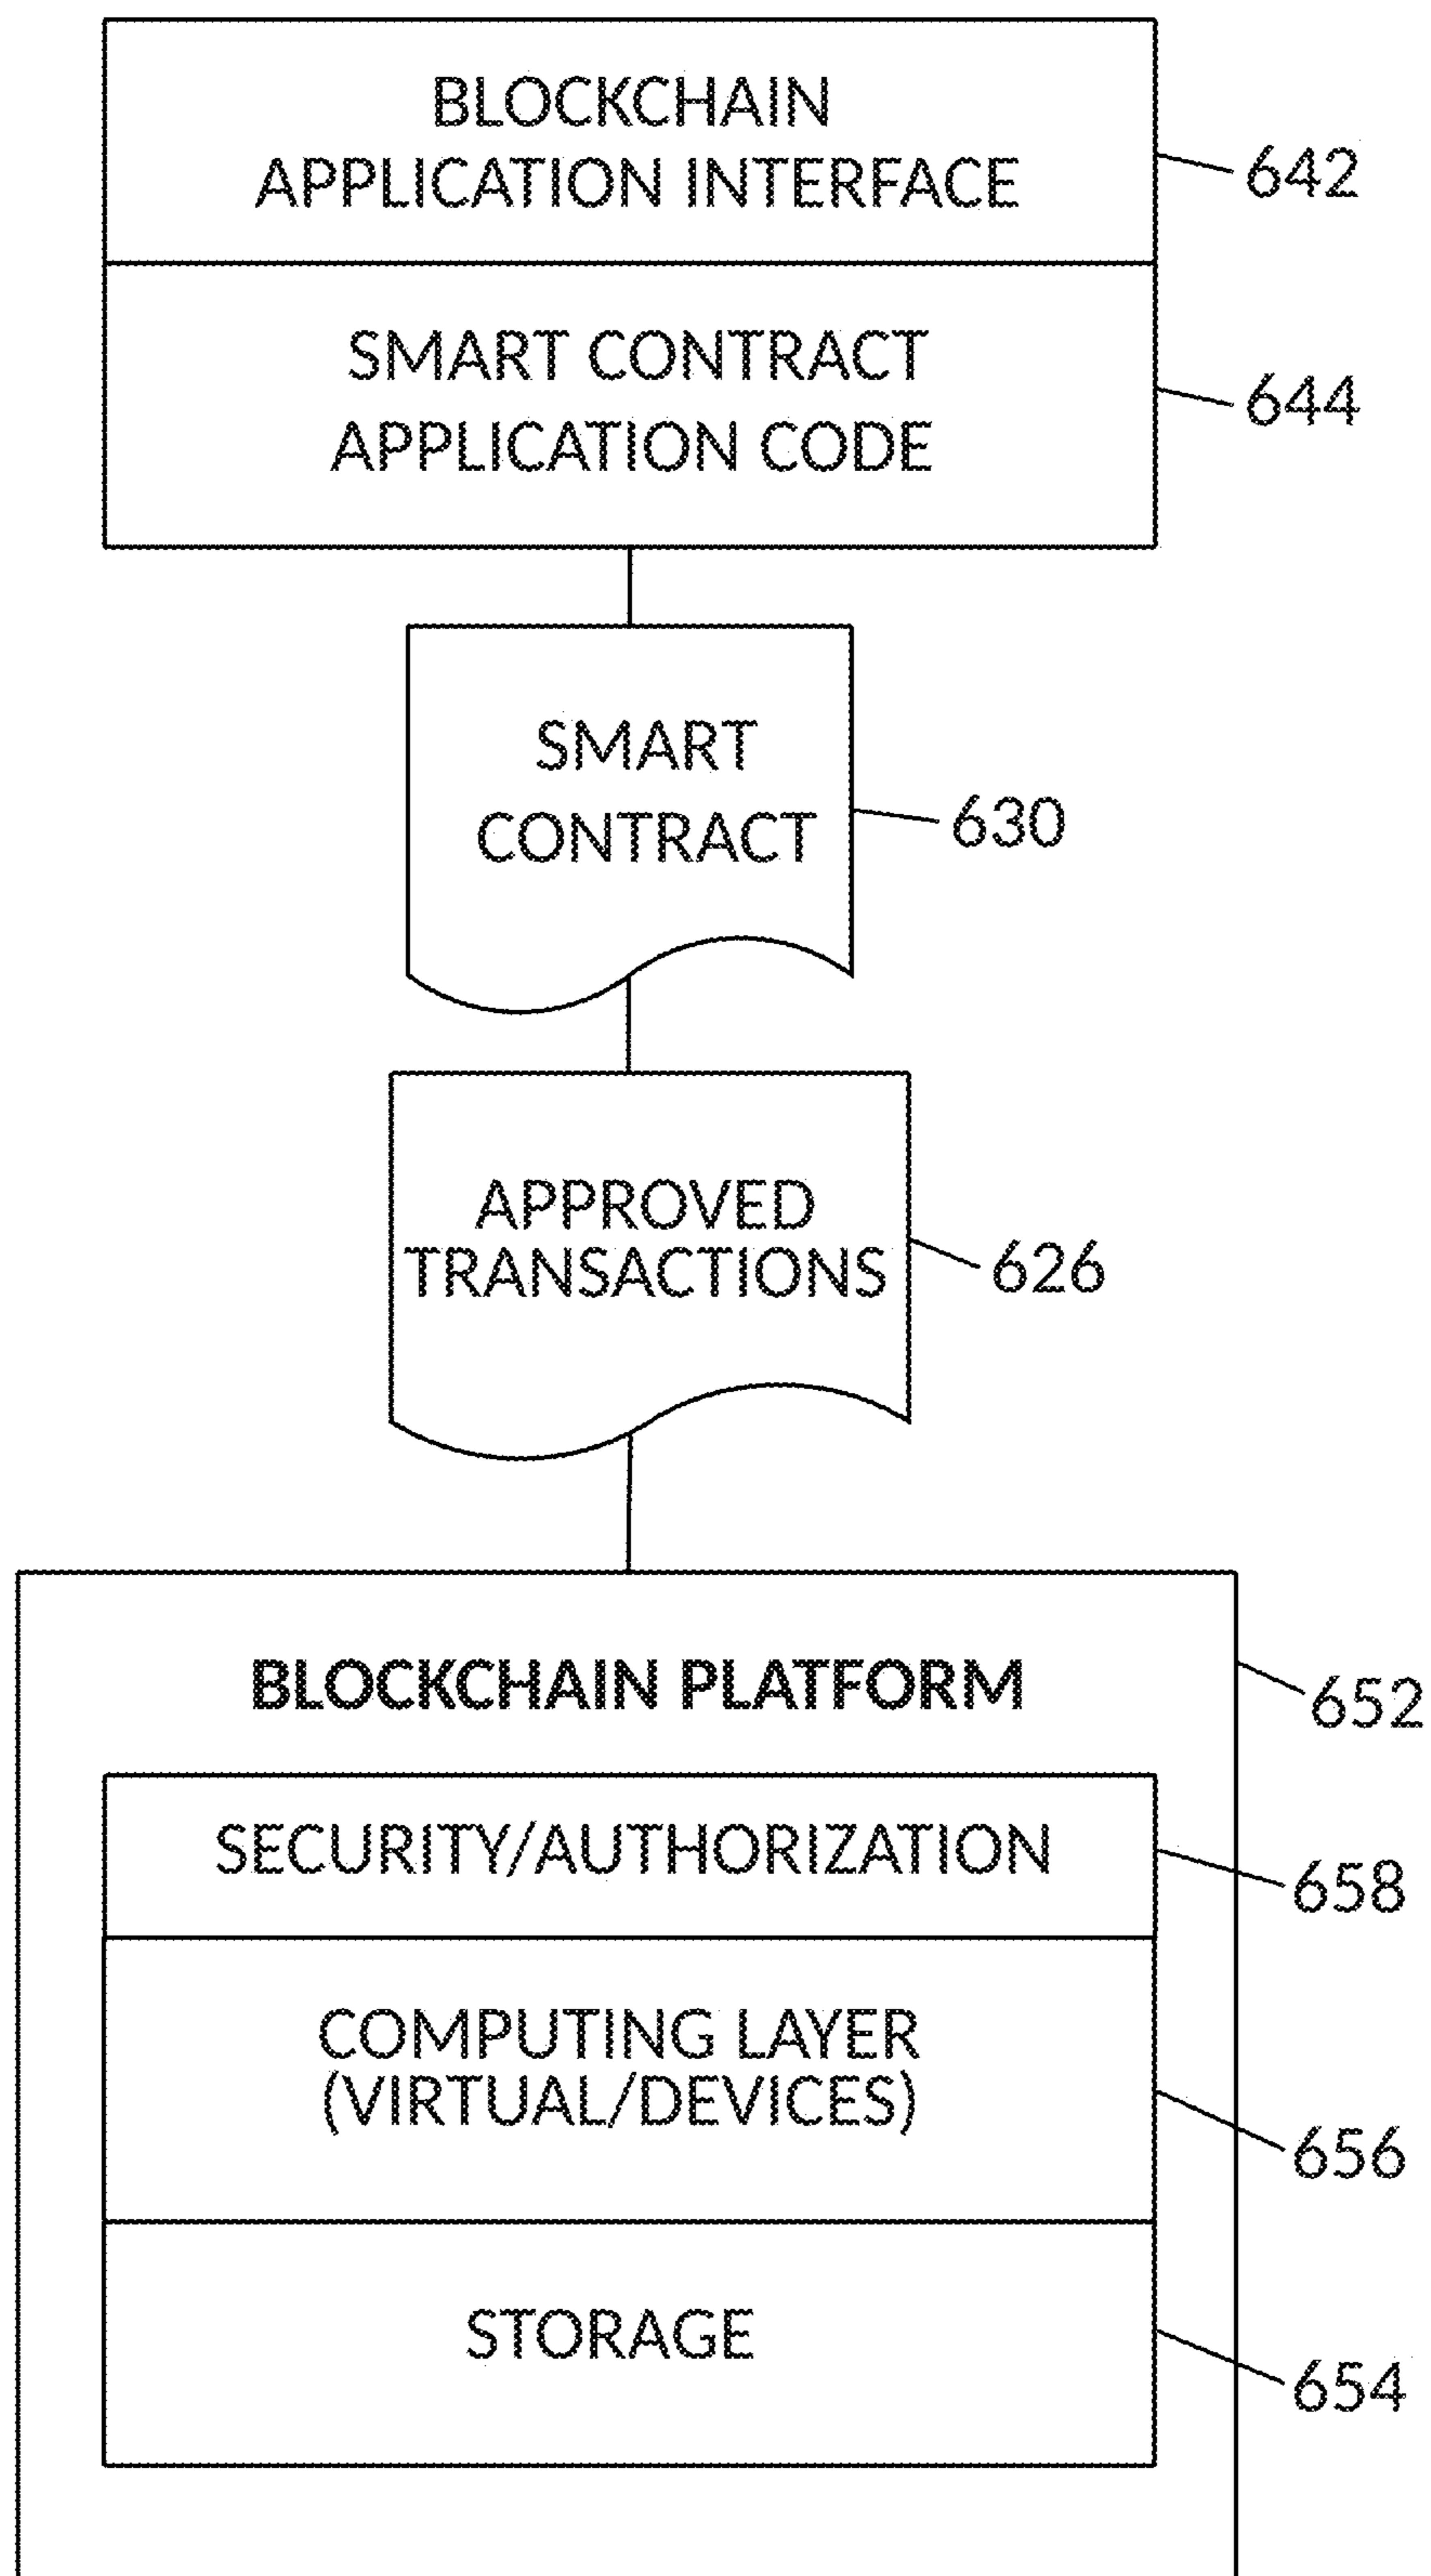 BLOCKCHAIN
APPLICATION INTERFACE
642
SMART CONTRACT
APPLICATION CODE
644
SMART
CONTRACT
630
APPROVED
TRANSACTIONS
626
BLOCKCHAIN PLATFORM
652
SECURITY/AUTHORIZATION
658
COMPUTING LAYER
(VIRTUAL/DEVICES)
656
STORAGE
654